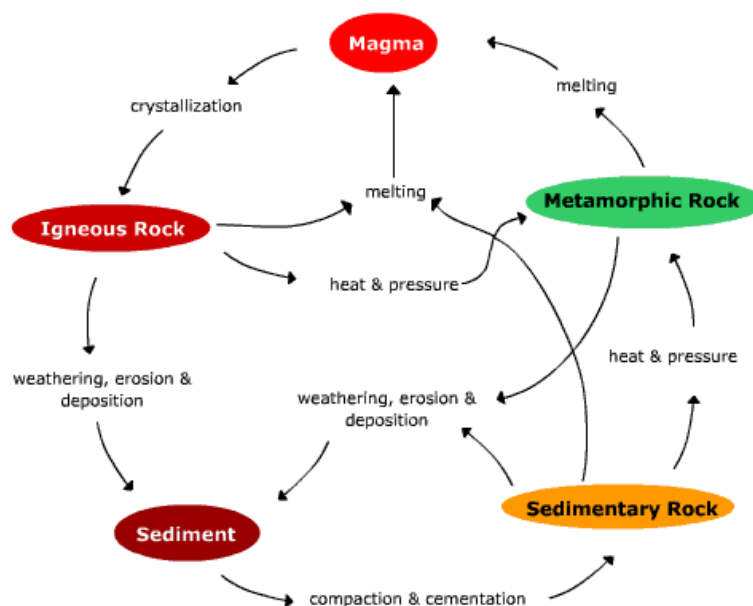 Magma
melting
crystallization
melting
Metamorphic Rock
Igneous Rock
heat & pressure
heat & pressure
weathering, erosion &
deposition
weathering, erosion &
deposition
Sedimentary Rock
Sediment
compaction & cementation